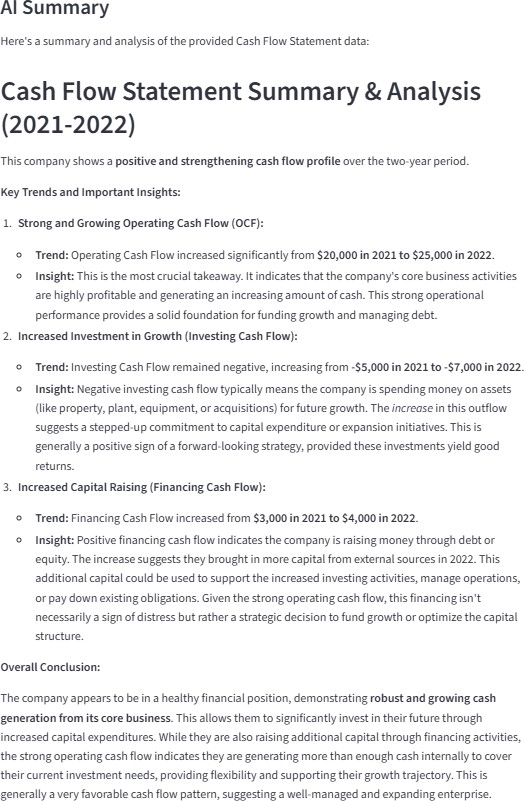 AI Summary
Here's a summary and analysis of the provided Cash Flow Statement data:
Cash Flow Statement Summary & Analysis
(2021-2022)
This company shows a positive and strengthening cash flow profile over the two-year period.
Key Trends and Important Insights:
1. Strong and Growing Operating Cash Flow (OCF):
○ Trend: Operating Cash Flow increased significantly from $20,000 in 2021 to $25,000 in 2022.
○ Insight: This is the most crucial takeaway. It indicates that the company's core business activities
are highly profitable and generating an increasing amount of cash. This strong operational
performance provides a solid foundation for funding growth and managing debt.
2. Increased Investment in Growth (Investing Cash Flow):
○ Trend: Investing Cash Flow remained negative, increasing from -$5,000 in 2021 to -$7,000 in 2022.
○ Insight: Negative investing cash flow typically means the company is spending money on assets
(like property, plant, equipment, or acquisitions) for future growth. The increase in this outflow
suggests a stepped-up commitment to capital expenditure or expansion initiatives. This is
generally a positive sign of a forward-looking strategy, provided these investments yield good
returns.
3. Increased Capital Raising (Financing Cash Flow):
○ Trend: Financing Cash Flow increased from $3,000 in 2021 to $4,000 in 2022.
○ Insight: Positive financing cash flow indicates the company is raising money through debt or
equity. The increase suggests they brought in more capital from external sources in 2022. This
additional capital could be used to support the increased investing activities, manage operations,
or pay down existing obligations. Given the strong operating cash flow, this financing isn't
necessarily a sign of distress but rather a strategic decision to fund growth or optimize the capital
structure.
Overall Conclusion:
The company appears to be in a healthy financial position, demonstrating robust and growing cash
generation from its core business. This allows them to significantly invest in their future through
increased capital expenditures. While they are also raising additional capital through financing activities,
the strong operating cash flow indicates they are generating more than enough cash internally to cover
their current investment needs, providing flexibility and supporting their growth trajectory. This is
generally a very favorable cash flow pattern, suggesting a well-managed and expanding enterprise.